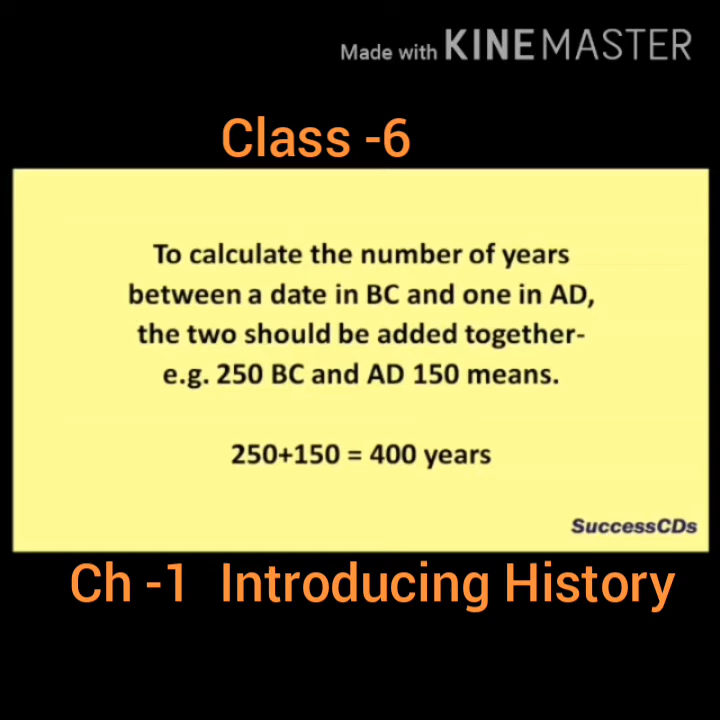 Made with KINEMASTER
Class -6
To calculate the number of years
between a date in BC and one in AD,
the two should be added together-
e.g. 250 BC and AD 150 means.
250+150 = 400 years
SuccessCDs
Ch -1 Introducing History